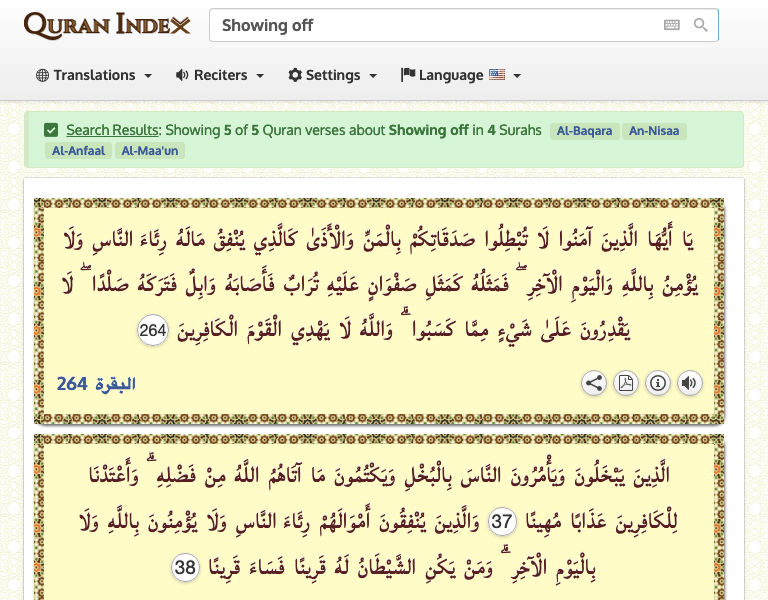 Quran Index
Showing off
Translations
Reciters
Settings
Language
Search Results: Showing 5 of 5 Quran verses about Showing off in 4 Surahs Al-Baqara An-Nisaa
Al-Anfaal Al-Maa'un
يَا أَيُّهَا الَّذِينَ آمَنُوا لَا تُبْطِلُوا صَدَقَاتِكُمْ بِالْمَنِّ وَالْأَذَىٰ كَالَّذِي يُنْفِقُ مَالَهُ رِئَاءَ النَّاسِ وَلَا
يُؤْمِنُ بِاللَّهِ وَالْيَوْمِ الْآخِرِ ۖ فَمَثَلُهُ كَمَثَلِ صَفْوَانٍ عَلَيْهِ تُرَابٌ فَأَصَابَهُ وَابِلٌ فَتَرَكَهُ صَلْدًا ۖ لَا
يَقْدِرُونَ عَلَىٰ شَيْءٍ مِمَّا كَسَبُوا ۗ وَاللَّهُ لَا يَهْدِي الْقَوْمَ الْكَافِرِينَ 264
البقرة 264
الَّذِينَ يَبْخَلُونَ وَيَأْمُرُونَ النَّاسَ بِالْبُخْلِ وَيَكْتُمُونَ مَا آتَاهُمُ اللَّهُ مِنْ فَضْلِهِ ۗ وَأَعْتَدْنَا
لِلْكَافِرِينَ عَذَابًا مُهِينًا 37 وَالَّذِينَ يُنْفِقُونَ أَمْوَالَهُمْ رِئَاءَ النَّاسِ وَلَا يُؤْمِنُونَ بِاللَّهِ وَلَا
بِالْيَوْمِ الْآخِرِ ۗ وَمَنْ يَكُنِ الشَّيْطَانُ لَهُ قَرِينًا فَسَاءَ قَرِينًا 38